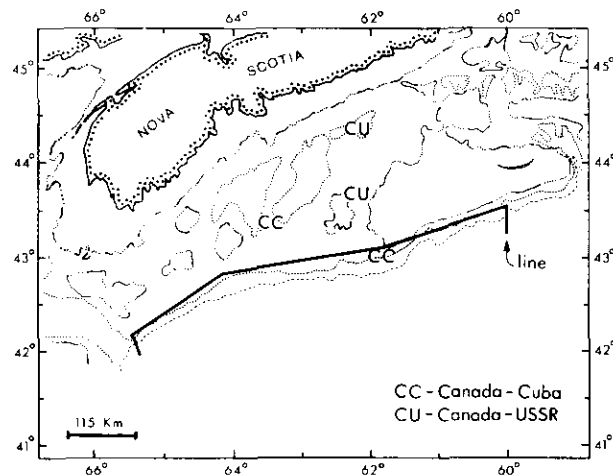 66° 64° 62° 60°
45° 45°
SCOTIA
NOVA
CU
44° 44°
CU
CC
43° 43°
CC
line
42° 42°
CC - Canada - Cuba
CU - Canada - USSR
115 Km
41° 41°
66° 64° 62° 60°